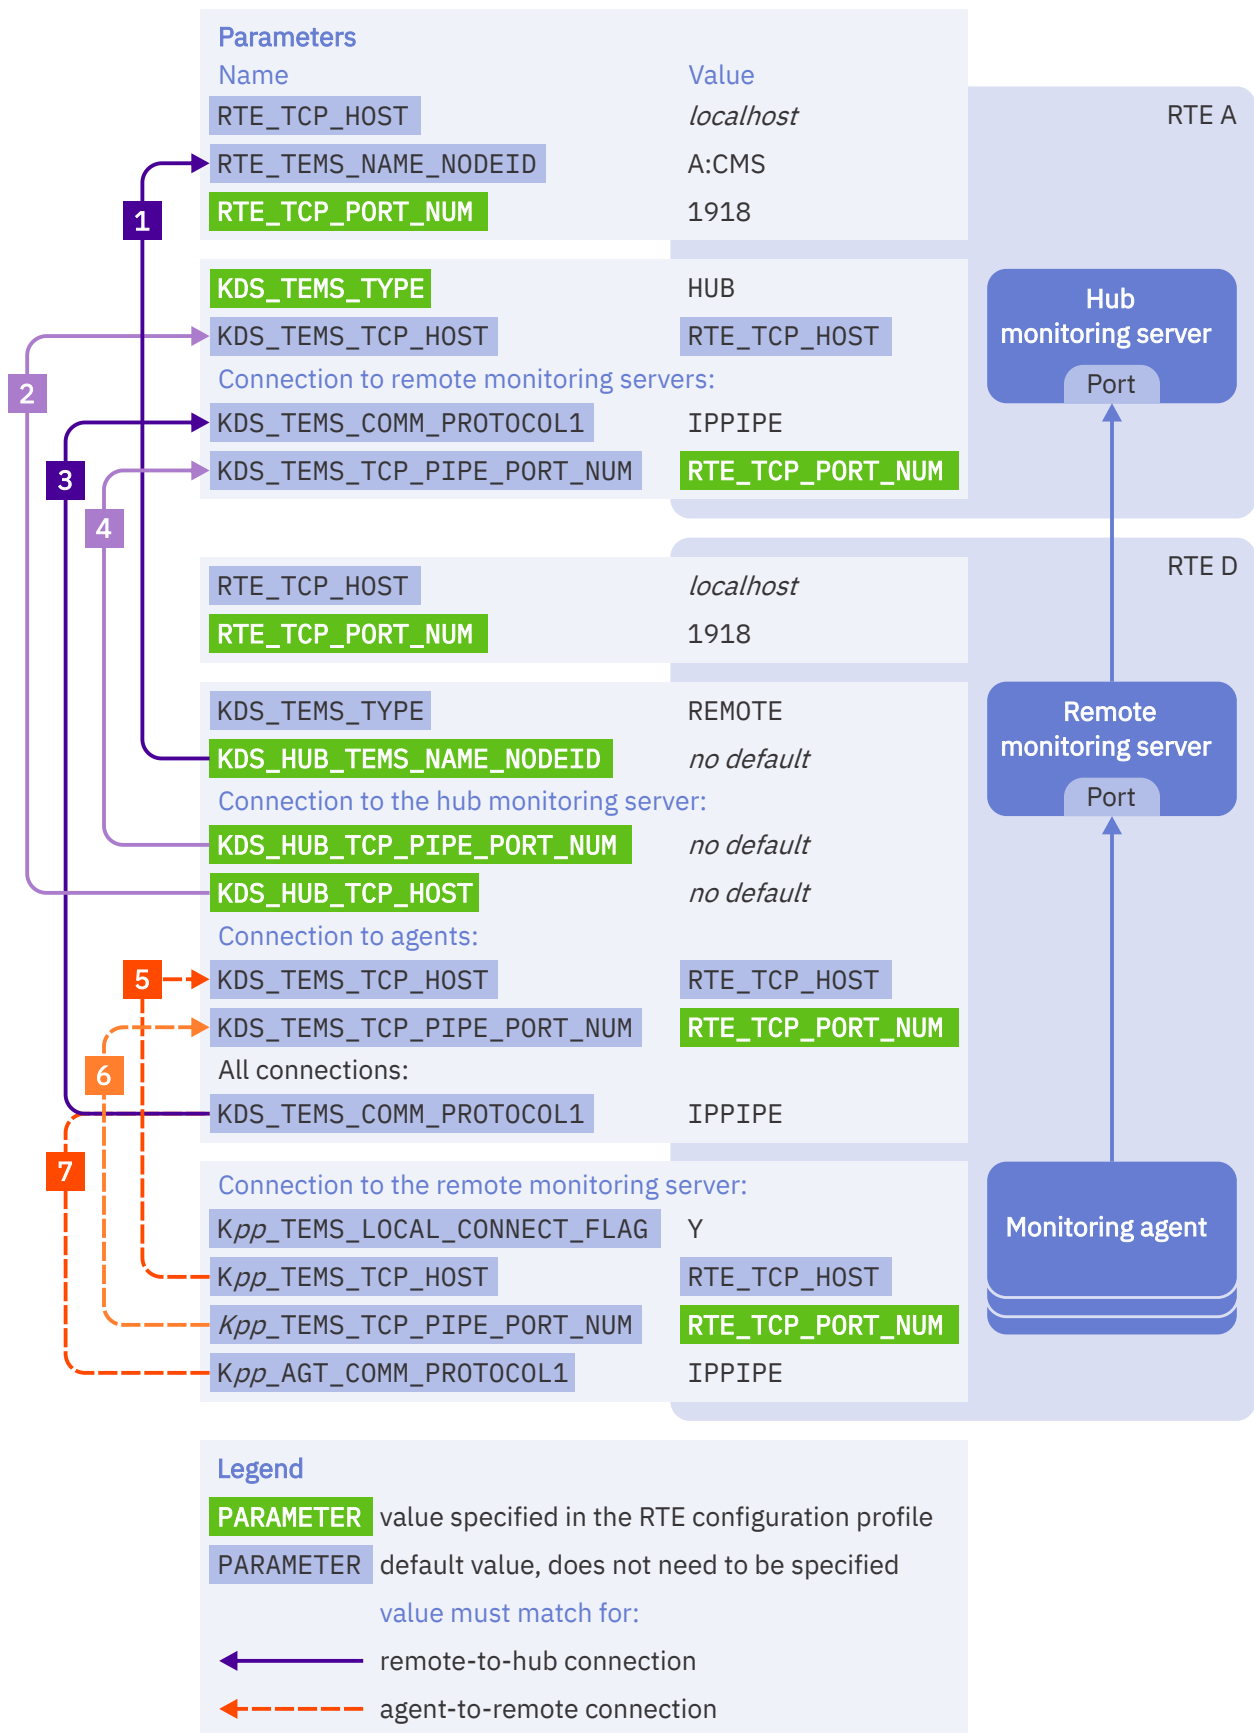 Parameters
Name Value
RTE_TCP_HOST localhost RTE A
RTE_TEMS_NAME_NODEID A:CMS
RTE_TCP_PORT_NUM 1918
1
KDS_TEMS_TYPE HUB
Hub
monitoring server
Port
KDS_TEMS_TCP_HOST RTE_TCP_HOST
2
Connection to remote monitoring servers:
KDS_TEMS_COMM_PROTOCOL1 IPPIPE
3
KDS_TEMS_TCP_PIPE_PORT_NUM RTE_TCP_PORT_NUM
4
RTE D
RTE_TCP_HOST localhost
RTE_TCP_PORT_NUM 1918
KDS_TEMS_TYPE REMOTE
Remote
monitoring server
Port
KDS_HUB_TEMS_NAME_NODEID no default
Connection to the hub monitoring server:
KDS_HUB_TCP_PIPE_PORT_NUM no default
KDS_HUB_TCP_HOST no default
Connection to agents:
5 KDS_TEMS_TCP_HOST RTE_TCP_HOST
KDS_TEMS_TCP_PIPE_PORT_NUM RTE_TCP_PORT_NUM
6 All connections:
KDS_TEMS_COMM_PROTOCOL1 IPPIPE
7
Connection to the remote monitoring server:
Kpp_TEMS_LOCAL_CONNECT_FLAG Y Monitoring agent
Kpp_TEMS_TCP_HOST RTE_TCP_HOST
Kpp_TEMS_TCP_PIPE_PORT_NUM RTE_TCP_PORT_NUM
Kpp_AGT_COMM_PROTOCOL1 IPPIPE
Legend
PARAMETER value specified in the RTE configuration profile
PARAMETER default value, does not need to be specified
value must match for:
remote-to-hub connection
agent-to-remote connection